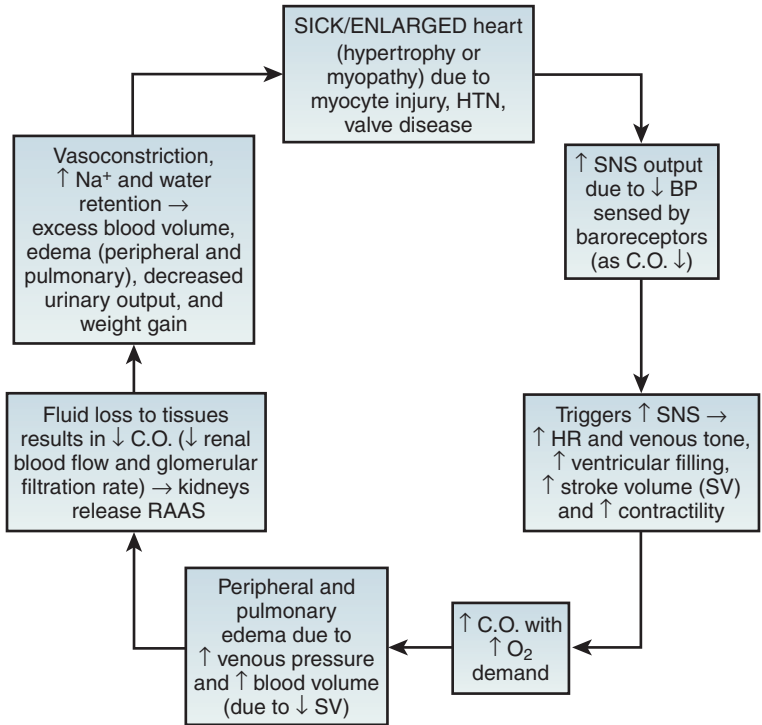 SICK/ENLARGED heart
(hypertrophy or
myopathy) due to
myocyte injury, HTN,
valve disease
↑ SNS output
due to ↓ BP
sensed by
baroreceptors
(as C.O. ↓)
Triggers ↑ SNS →
↑ HR and venous tone,
↑ ventricular filling,
↑ stroke volume (SV)
and ↑ contractility
↑ C.O. with
↑ O₂
demand
Peripheral and
pulmonary
edema due to
↑ venous pressure
and ↑ blood volume
(due to ↓ SV)
Fluid loss to tissues
results in ↓ C.O. (↓ renal
blood flow and glomerular
filtration rate) → kidneys
release RAAS
Vasoconstriction,
↑ Na⁺ and water
retention →
excess blood volume,
edema (peripheral and
pulmonary), decreased
urinary output, and
weight gain